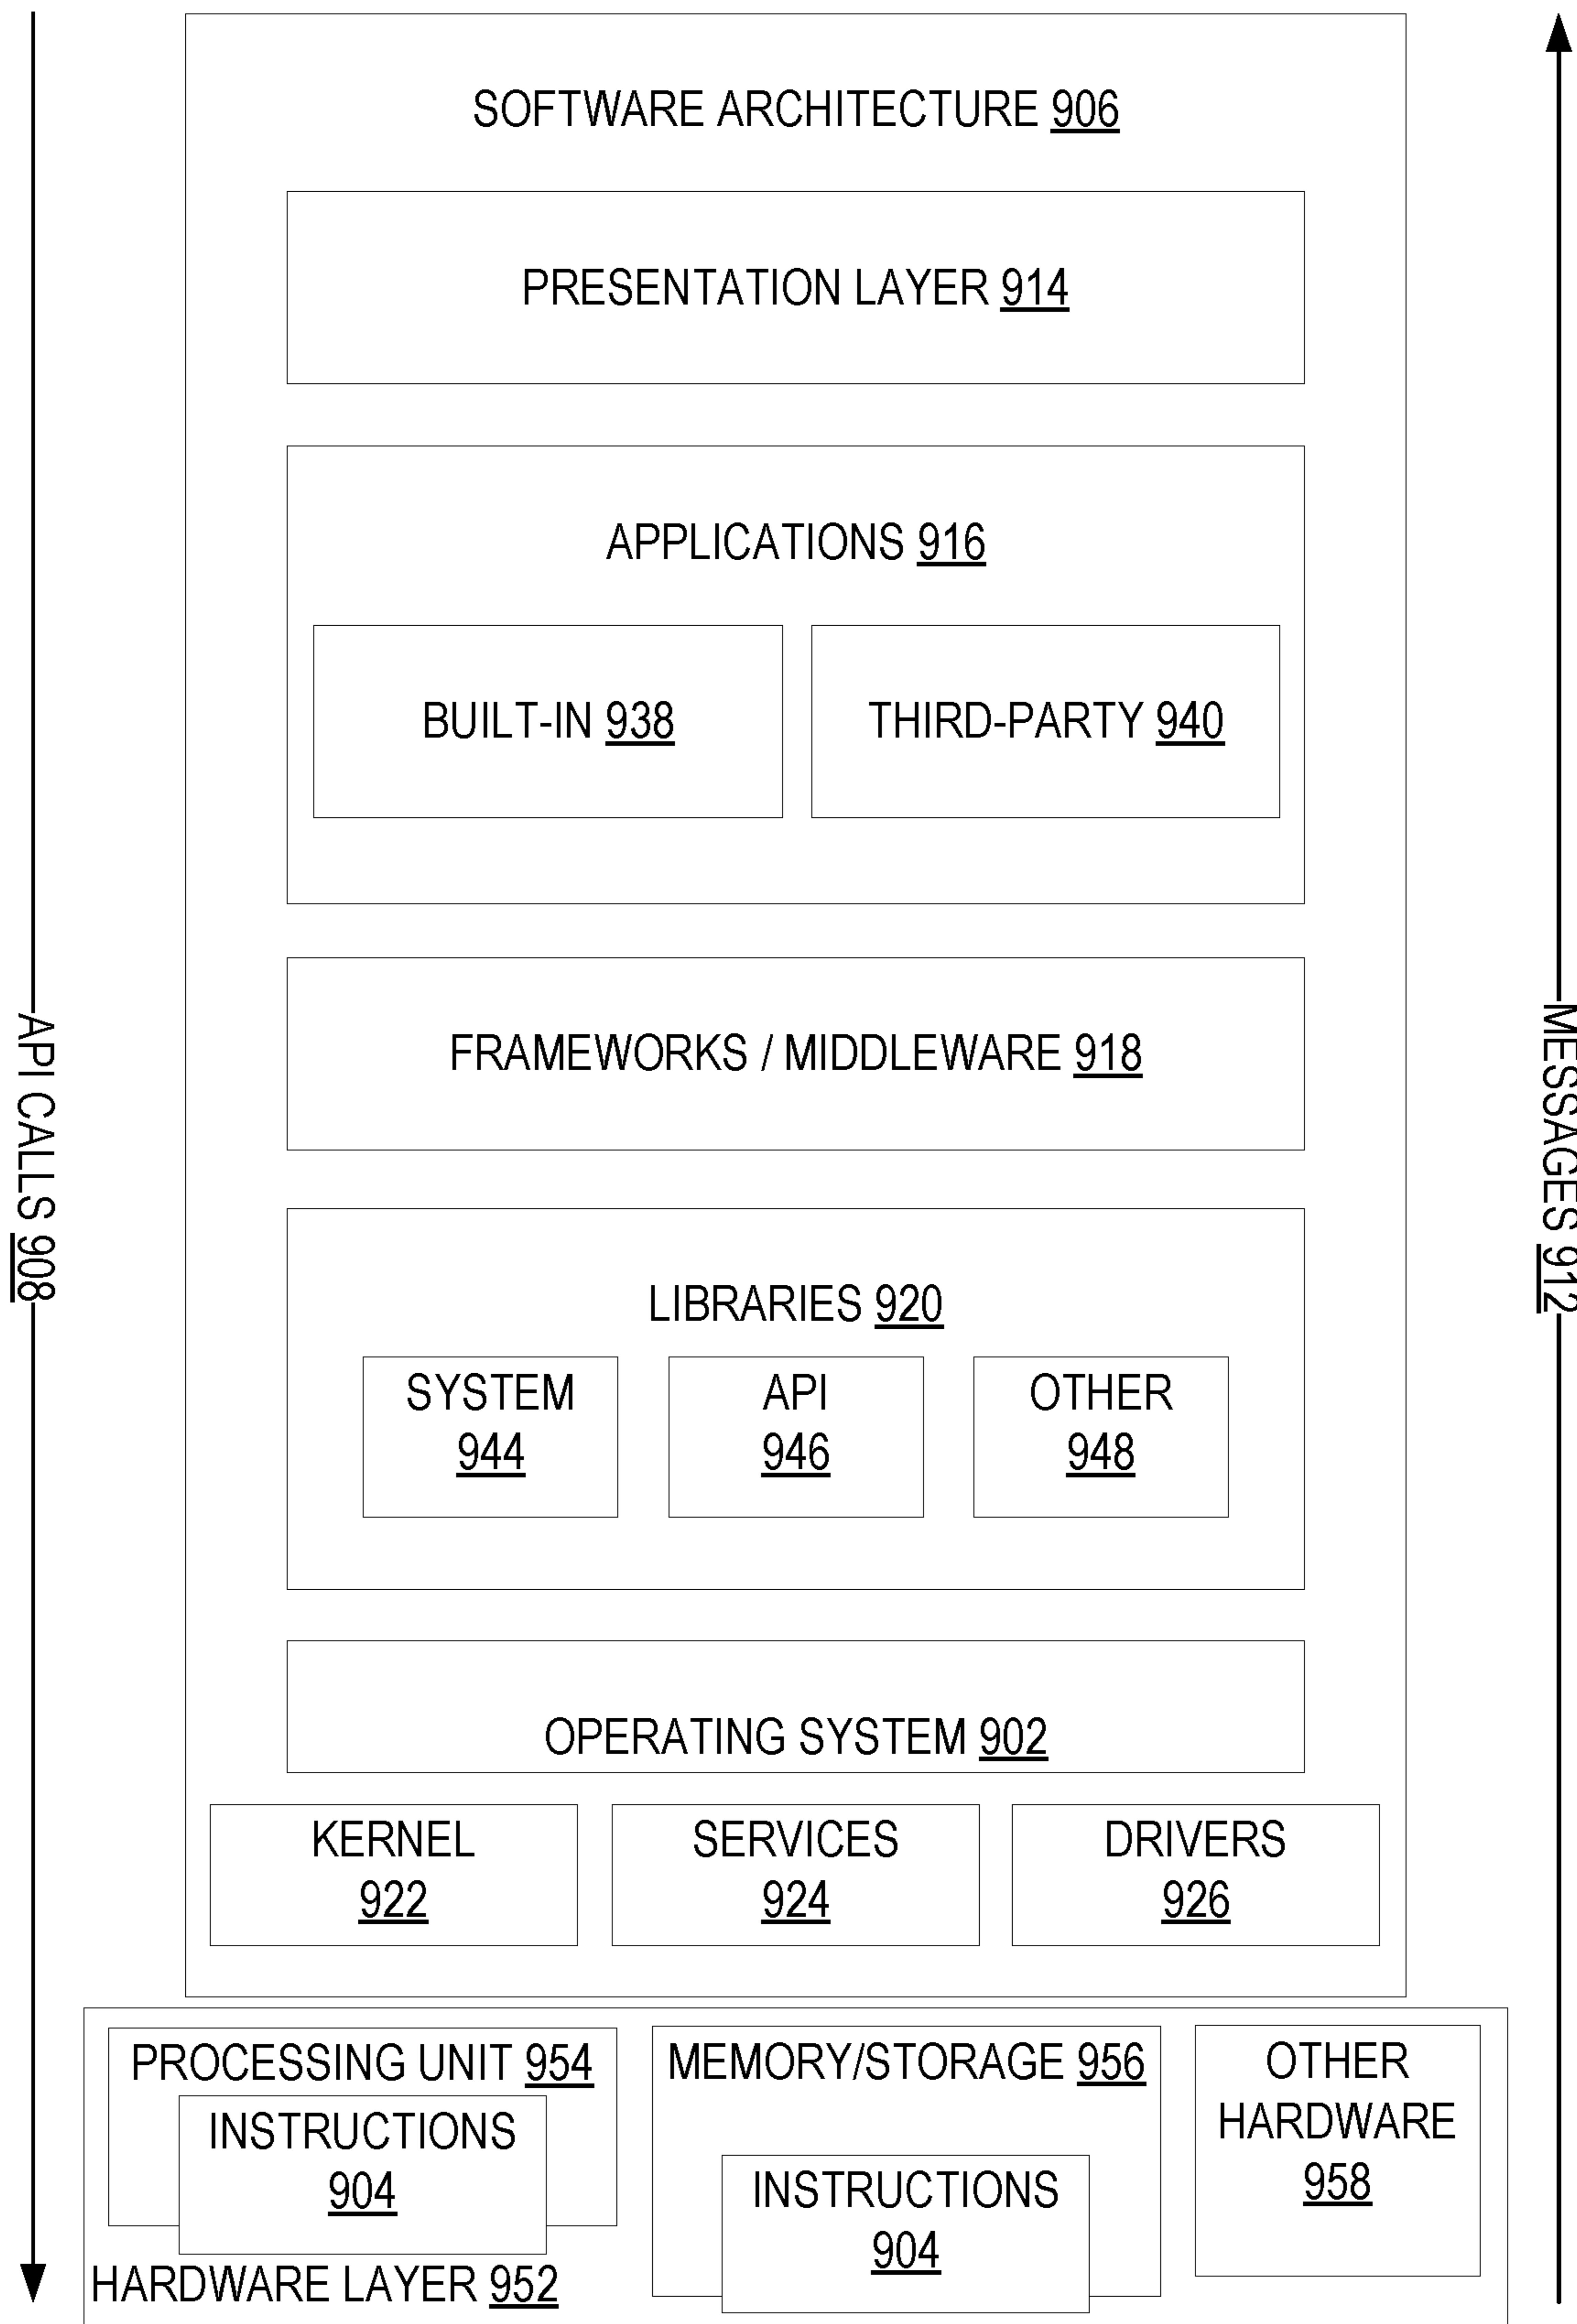 SOFTWARE ARCHITECTURE 906
PRESENTATION LAYER 914
APPLICATIONS 916
BUILT-IN 938
THIRD-PARTY 940
FRAMEWORKS / MIDDLEWARE 918
API CALLS 908
MESSAGES 912
LIBRARIES 920
SYSTEM
944
API
946
OTHER
948
OPERATING SYSTEM 902
KERNEL
922
SERVICES
924
DRIVERS
926
PROCESSING UNIT 954
INSTRUCTIONS
904
MEMORY/STORAGE 956
INSTRUCTIONS
904
OTHER
HARDWARE
958
HARDWARE LAYER 952